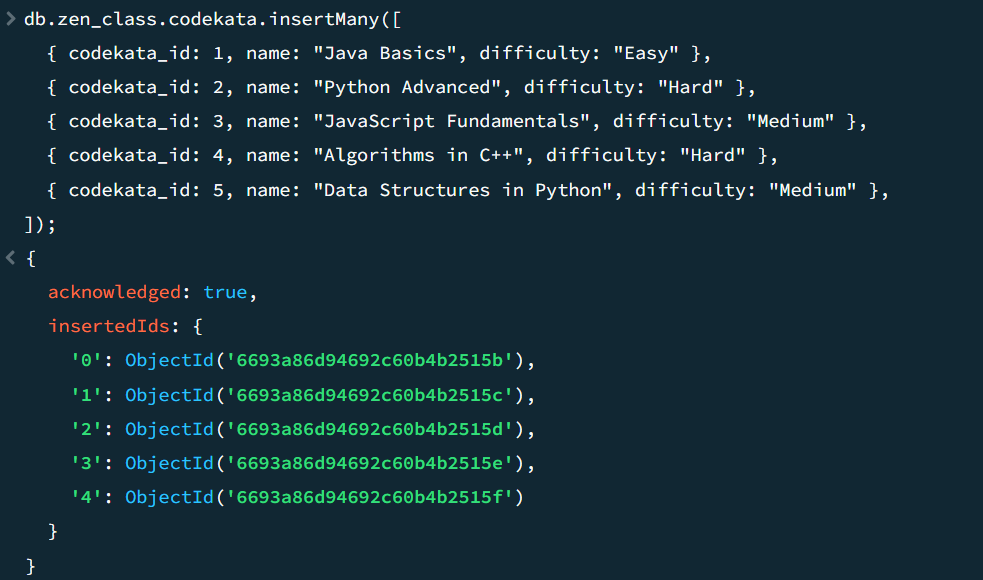 > db.zen_class.codekata.insertMany([
{ codekata_id: 1, name: "Java Basics", difficulty: "Easy" },
{ codekata_id: 2, name: "Python Advanced", difficulty: "Hard" },
{ codekata_id: 3, name: "JavaScript Fundamentals", difficulty: "Medium" },
{ codekata_id: 4, name: "Algorithms in C++", difficulty: "Hard" },
{ codekata_id: 5, name: "Data Structures in Python", difficulty: "Medium" },
]);
< {
acknowledged: true,
insertedIds: {
'0': ObjectId('6693a86d94692c60b4b2515b'),
'1': ObjectId('6693a86d94692c60b4b2515c'),
'2': ObjectId('6693a86d94692c60b4b2515d'),
'3': ObjectId('6693a86d94692c60b4b2515e'),
'4': ObjectId('6693a86d94692c60b4b2515f')
}
}